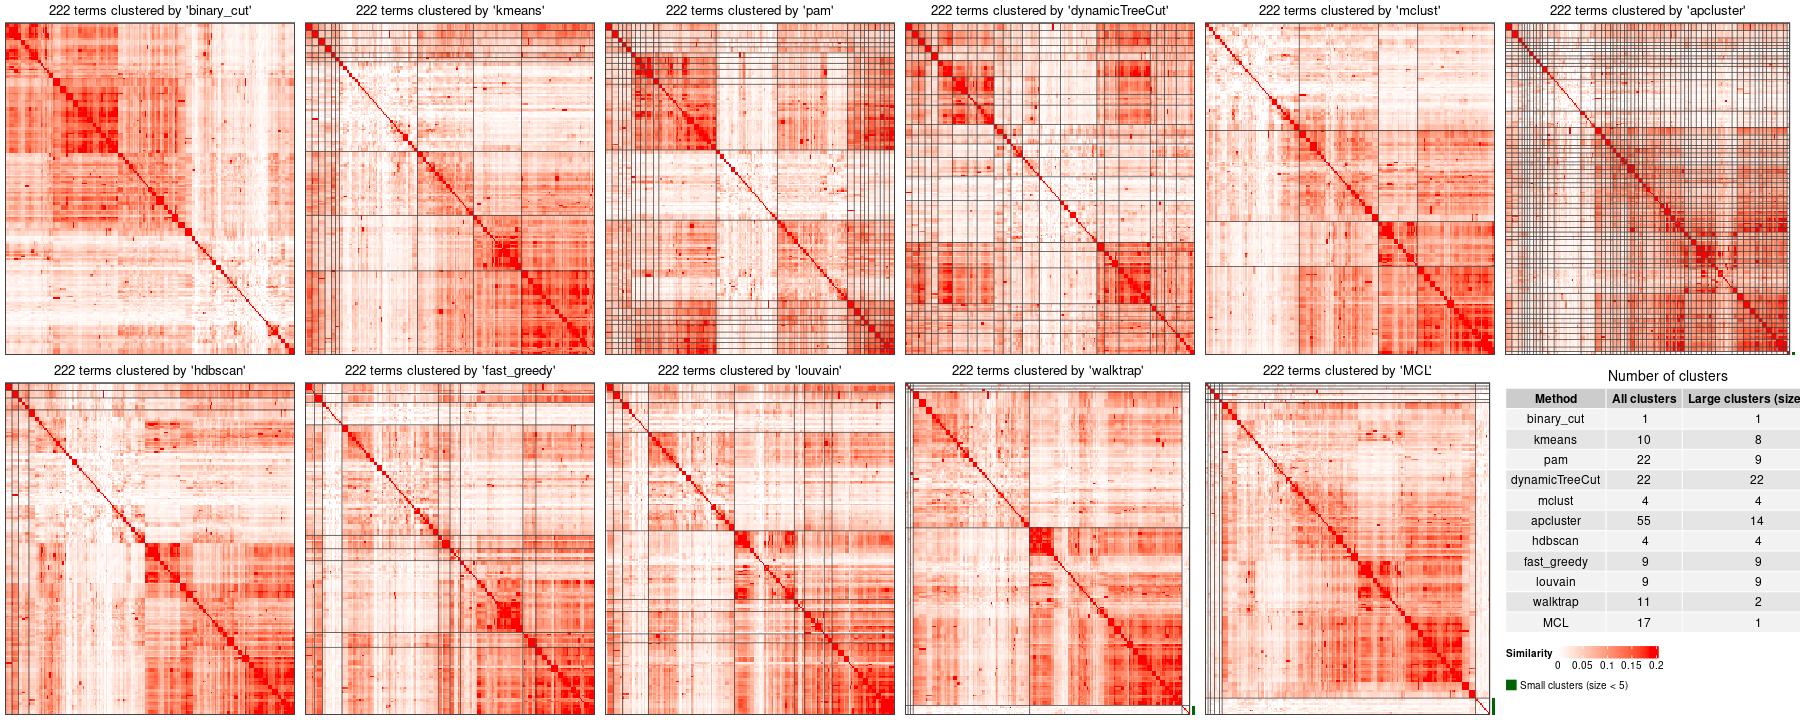 222 terms clustered by 'binary_cut'
222 terms clustered by 'kmeans'
222 terms clustered by 'pam'
222 terms clustered by 'dynamicTreeCut'
222 terms clustered by 'mclust'
222 terms clustered by 'apcluster'
222 terms clustered by 'hdbscan'
222 terms clustered by 'fast_greedy'
222 terms clustered by 'louvain'
222 terms clustered by 'walktrap'
222 terms clustered by 'MCL'
Number of clusters
Method All clusters Large clusters (size
binary_cut 1 1
kmeans 10 8
pam 22 9
dynamicTreeCut 22 22
mclust 4 4
apcluster 55 14
hdbscan 4 4
fast_greedy 9 9
louvain 9 9
walktrap 11 2
MCL 17 1
Similarity
0 0.05 0.1 0.15 0.2
Small clusters (size < 5)